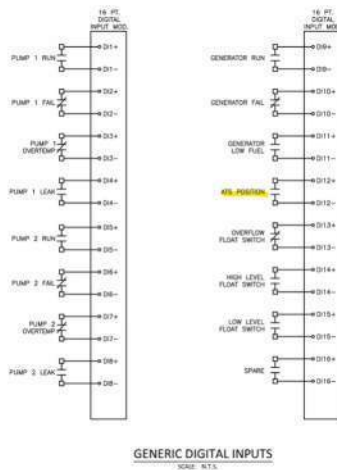 16 PT.
DIGITAL
INPUT MOD.
PUMP 1 RUN
DI1+
DI1-
PUMP 1 FAIL
DI2+
DI2-
PUMP 1
OVERTEMP
DI3+
DI3-
PUMP 1 LEAK
DI4+
DI4-
PUMP 2 RUN
DI5+
DI5-
PUMP 2 FAIL
DI6+
DI6-
PUMP 2
OVERTEMP
DI7+
DI7-
PUMP 2 LEAK
DI8+
DI8-
16 PT.
DIGITAL
INPUT MOD.
GENERATOR RUN
DI9+
DI9-
GENERATOR FAIL
DI10+
DI10-
GENERATOR
LOW FUEL
DI11+
DI11-
ATS POSITION
DI12+
DI12-
OVERFLOW
FLOAT SWITCH
DI13+
DI13-
HIGH LEVEL
FLOAT SWITCH
DI14+
DI14-
LOW LEVEL
FLOAT SWITCH
DI15+
DI15-
SPARE
DI16+
DI16-
GENERIC DIGITAL INPUTS
SCALE: N.T.S.